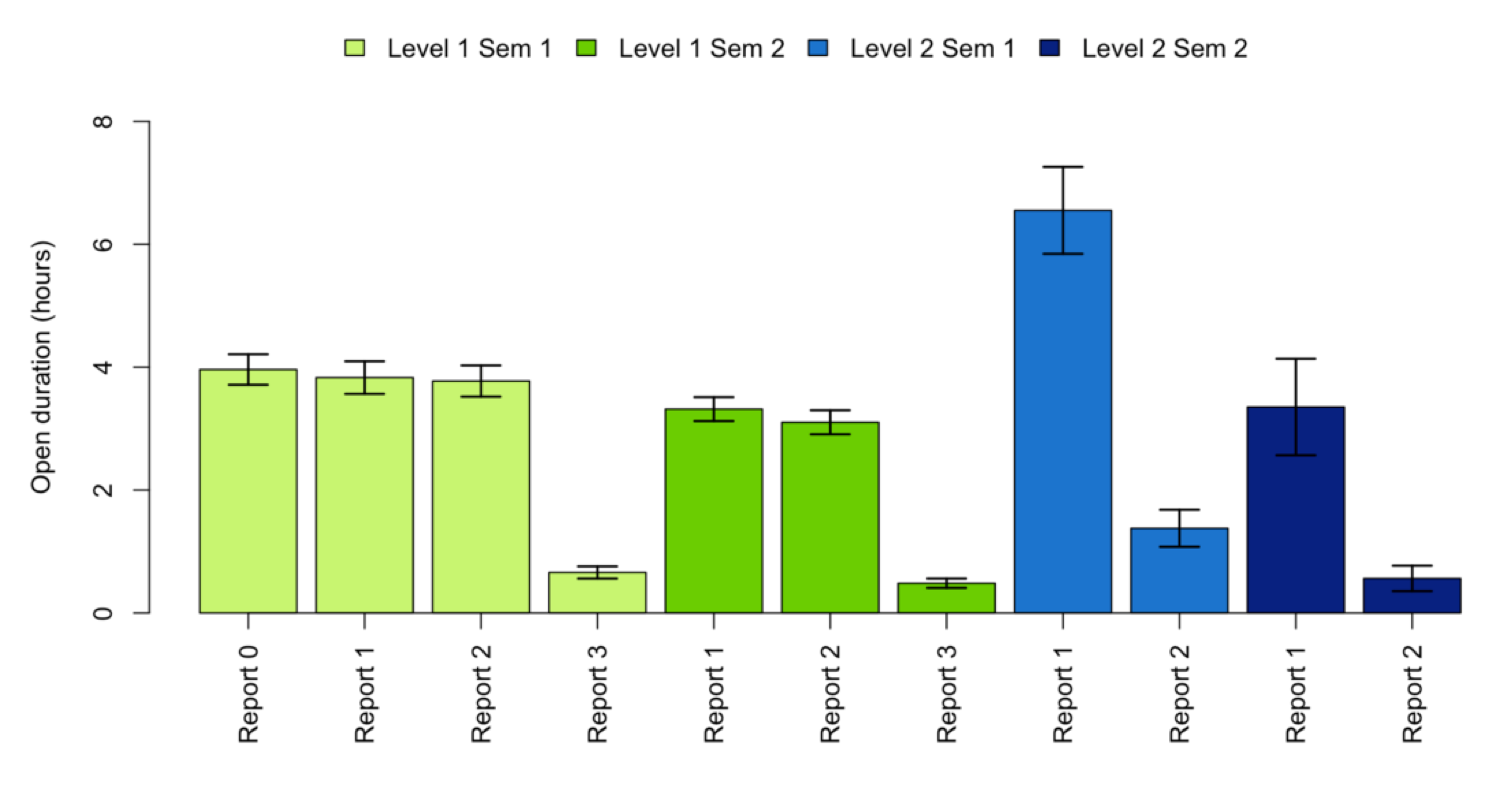 Level 1 Sem 1 Level 1 Sem 2 Level 2 Sem 1 Level 2 Sem 2
Open duration (hours)
8
6
4
2
0
Report 0
Report 1
Report 2
Report 3
Report 1
Report 2
Report 3
Report 1
Report 2
Report 1
Report 2